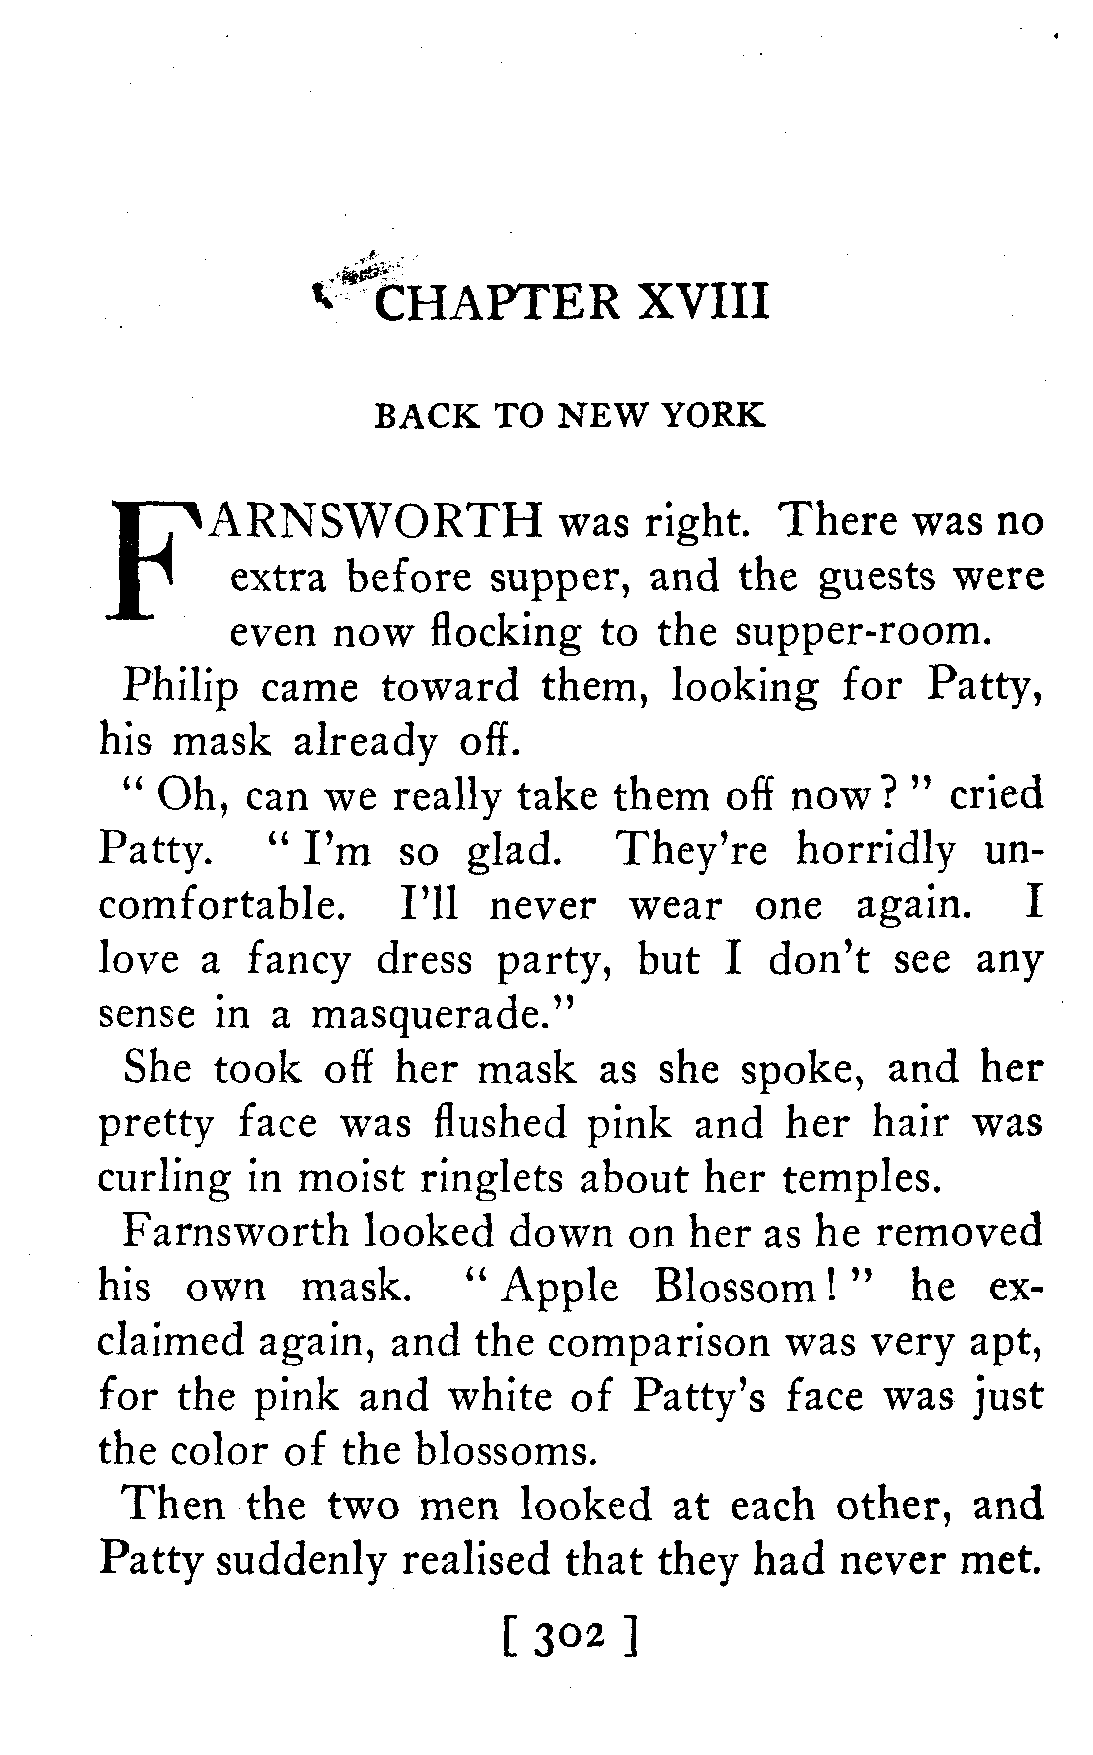 CHAPTER XVIII
BACK TO NEW YORK
FARNSWORTH was right. There was no
extra before supper, and the guests were
even now flocking to the supper-room.
Philip came toward them, looking for Patty,
his mask already off.
" Oh, can we really take them off now ? " cried
Patty. " I'm so glad. They're horridly un-
comfortable. I'll never wear one again. I
love a fancy dress party, but I don't see any
sense in a masquerade."
She took off her mask as she spoke, and her
pretty face was flushed pink and her hair was
curling in moist ringlets about her temples.
Farnsworth looked down on her as he removed
his own mask. " Apple Blossom ! " he ex-
claimed again, and the comparison was very apt,
for the pink and white of Patty's face was just
the color of the blossoms.
Then the two men looked at each other, and
Patty suddenly realised that they had never met.
[ 302 ]